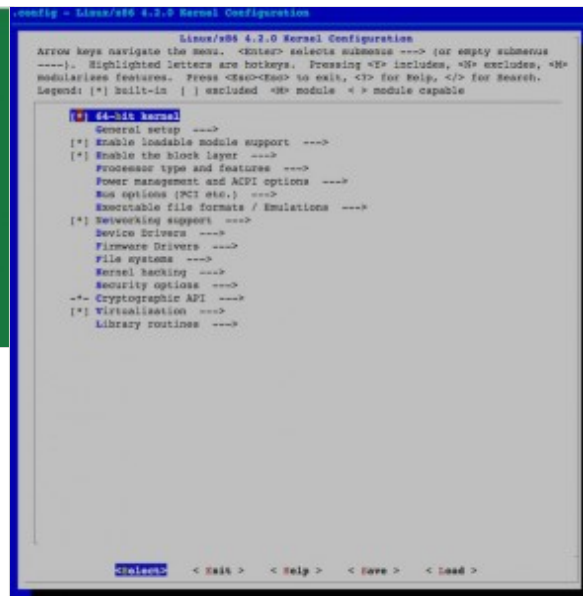 .config - Linux/x86 4.2.0 Kernel Configuration
Linux/x86 4.2.0 Kernel Configuration
Arrow keys navigate the menu. <Enter> selects submenus ---> (or empty submenus
----). Highlighted letters are hotkeys. Pressing <Y> includes, <N> excludes, <M>
modularizes features. Press <Esc><Esc> to exit, <?> for Help, </> for Search.
Legend: [*] built-in [ ] excluded <M> module < > module capable
[*] 64-bit kernel
General setup --->
[*] Enable loadable module support --->
[*] Enable the block layer --->
Processor type and features --->
Power management and ACPI options --->
Bus options (PCI etc.) --->
Executable file formats / Emulations --->
[*] Networking support --->
Device Drivers --->
Firmware Drivers --->
File systems --->
Kernel hacking --->
Security options --->
-*- Cryptographic API --->
[*] Virtualization --->
Library routines --->
<Select> < Exit > < Help > < Save > < Load >